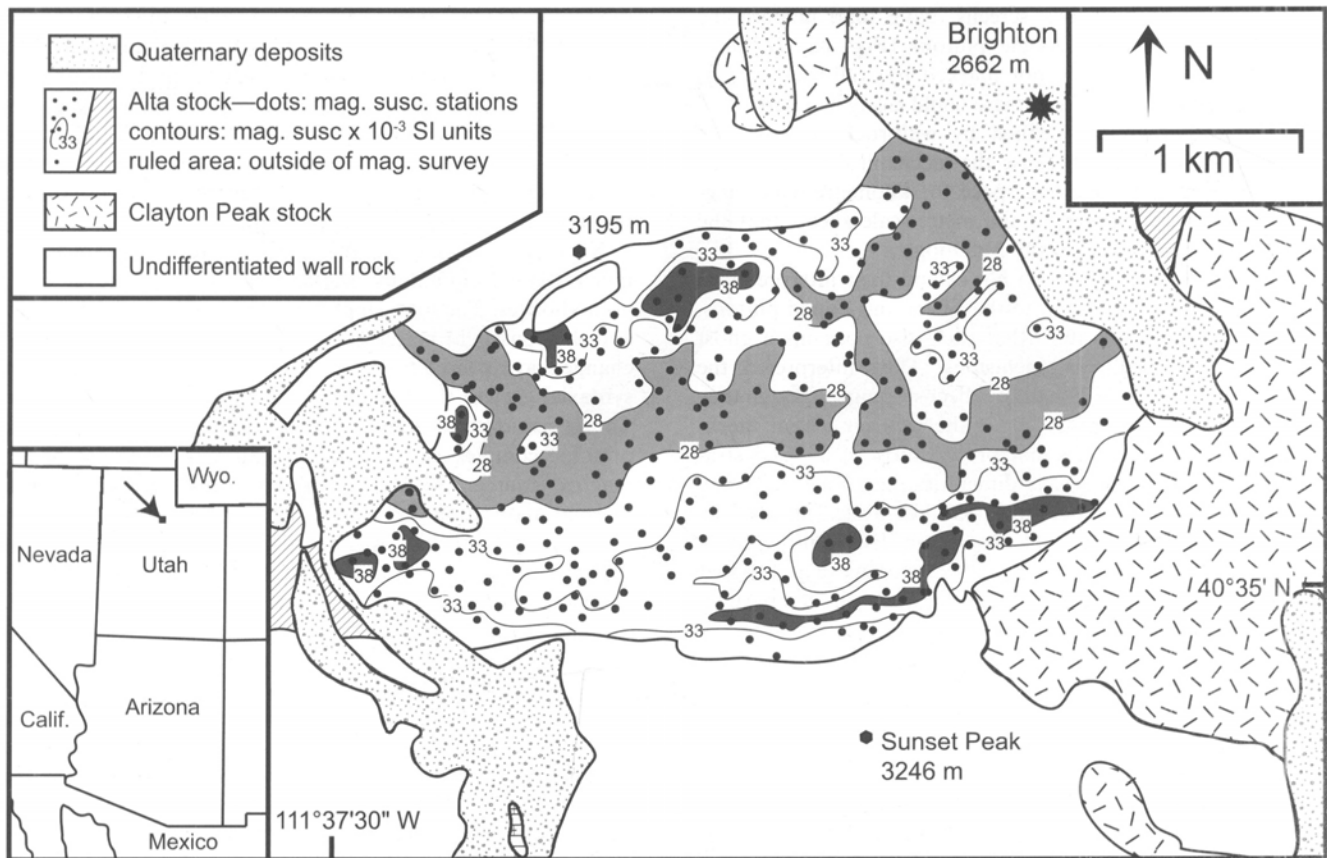 Quaternary deposits
Alta stock—dots: mag. susc. stations
contours: mag. susc x 10⁻³ SI units
ruled area: outside of mag. survey
33
Clayton Peak stock
Undifferentiated wall rock
Brighton
2662 m
N
1 km
3195 m
33
33
38
33
28
28
33
38
33
33
28
33
28
38
33
33
28
28
28
33
33
38
38
38
33
33
38
33
38
33
33
40°35' N
Sunset Peak
3246 m
111°37'30" W
Wyo.
Nevada
Utah
Calif.
Arizona
Mexico